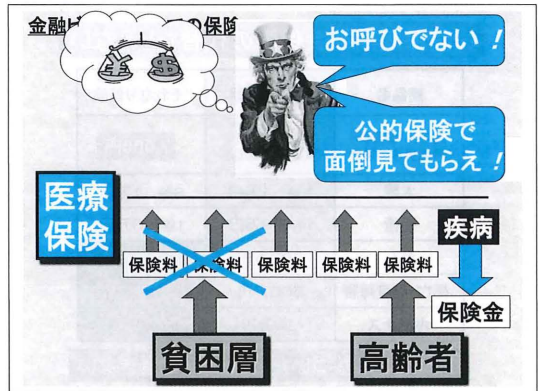 金融ビ の保険
¥ $
お呼びでない！
公的保険で
面倒見てもらえ！
医療
保険
疾病
保険料 保険料 保険料 保険料 保険料
保険金
貧困層 高齢者